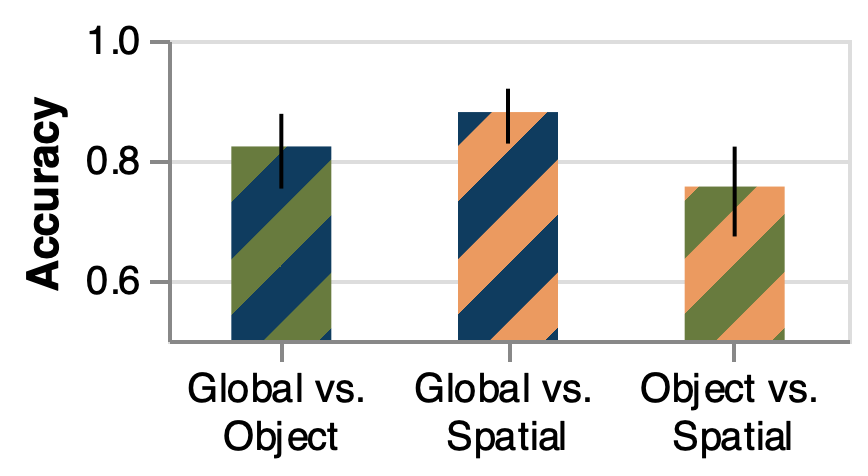 1.0
0.8
0.6
Accuracy
Global vs.
Object
Global vs.
Spatial
Object vs.
Spatial